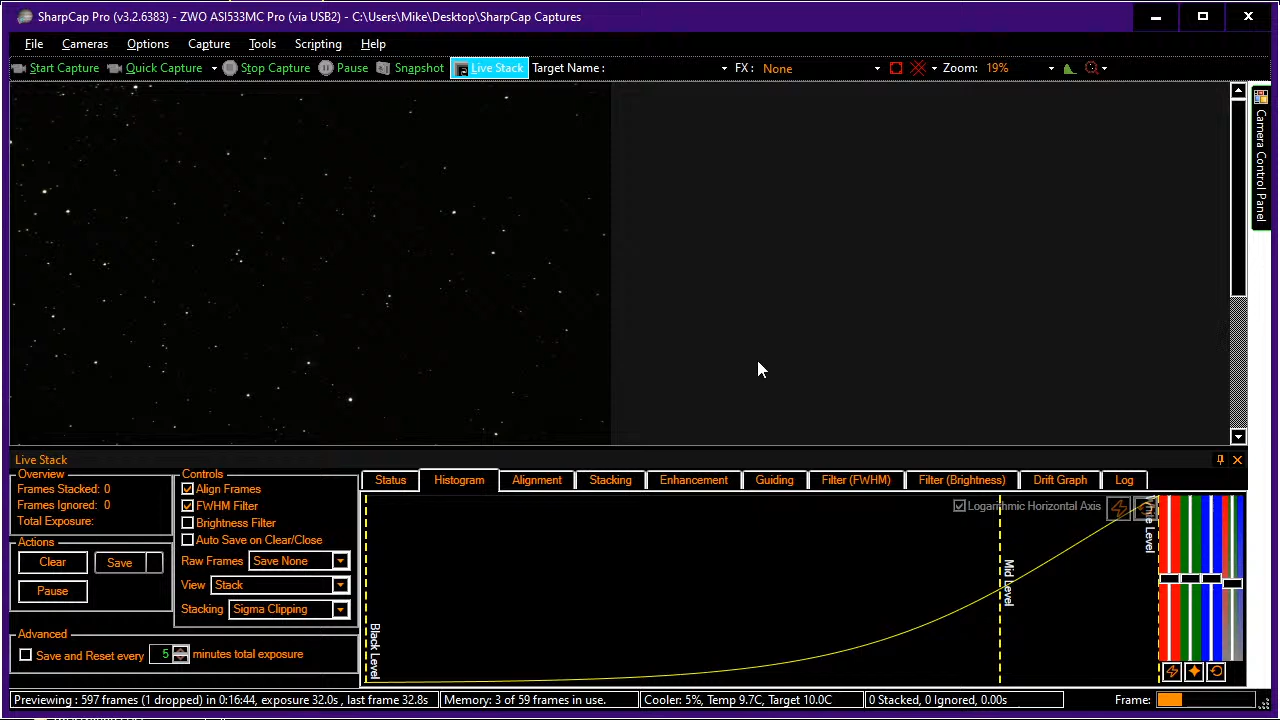 SharpCap Pro (v3.2.6383) - ZWO ASI533MC Pro (via USB2) - C:\Users\Mike\Desktop\SharpCap Captures
File Cameras Options Capture Tools Scripting Help
Start Capture Quick Capture Stop Capture Pause Snapshot Live Stack Target Name : FX : None Zoom: 19%
Camera Control Panel
Live Stack
Overview
Frames Stacked: 0
Frames Ignored: 0
Total Exposure:
Actions
Clear Save
Pause
Controls
Align Frames
FWHM Filter
Brightness Filter
Auto Save on Clear/Close
Raw Frames Save None
View Stack
Stacking Sigma Clipping
Advanced
Save and Reset every 5 minutes total exposure
Status Histogram Alignment Stacking Enhancement Guiding Filter (FWHM) Filter (Brightness) Drift Graph Log
Logarithmic Horizontal Axis
Black Level
Mid Level
White Level
Previewing : 597 frames (1 dropped) in 0:16:44, exposure 32.0s , last frame 32.8s Memory: 3 of 59 frames in use. Cooler: 5%, Temp 9.7C, Target 10.0C 0 Stacked, 0 Ignored, 0.00s Frame: